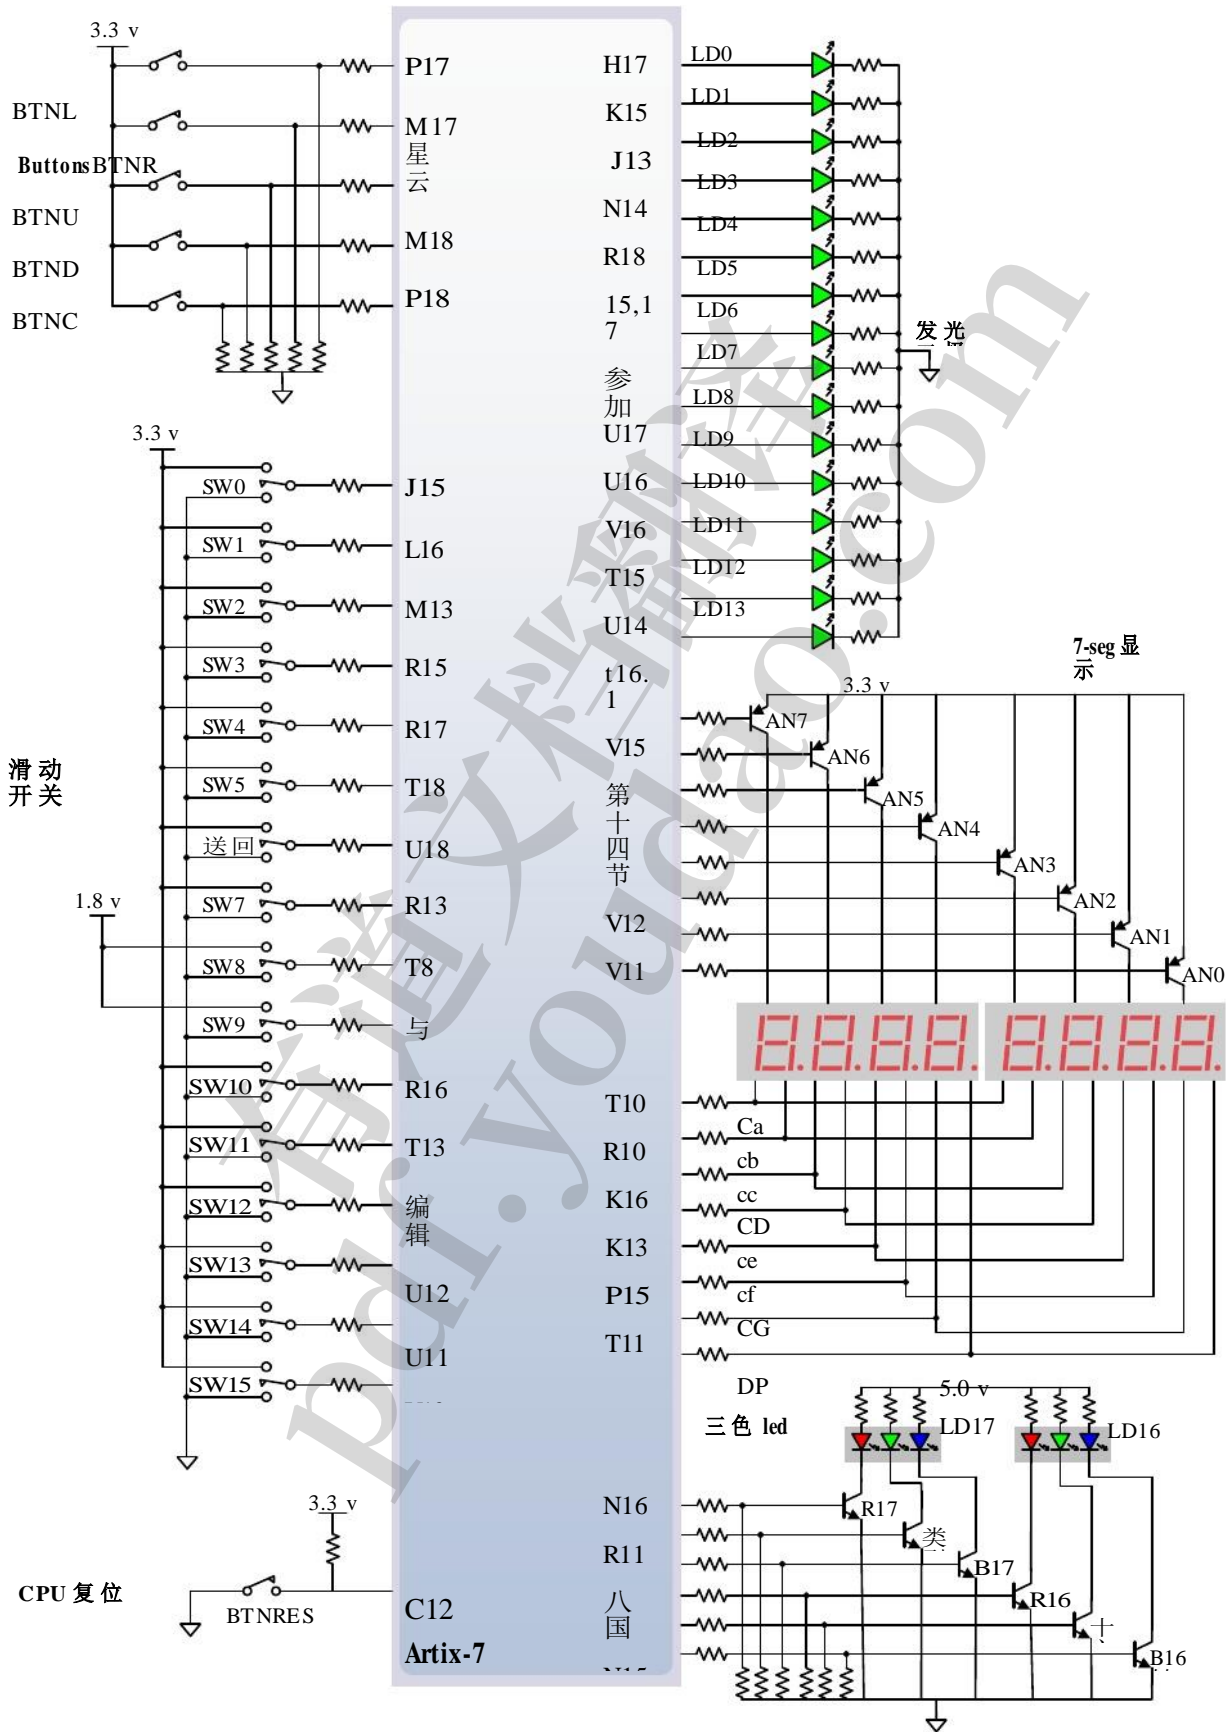 3.3 v
P17
BTNL
M17
星
云
Buttons BTNR
BTNU
M18
BTND
P18
BTNC
3.3 v
SW0
J15
SW1
L16
SW2
M13
SW3
R15
SW4
R17
滑动
开关
SW5
T18
送回
U18
1.8 v
SW7
R13
SW8
T8
SW9
与
SW10
R16
SW11
T13
SW12
编
辑
SW13
U12
SW14
U11
SW15
3.3 v
CPU 复位
BTNRES
C12
Artix-7
H17
LD0
K15
LD1
J13
LD2
LD3
N14
LD4
R18
LD5
15,1
7
LD6
LD7
发光
参
加
LD8
U17
LD9
U16
LD10
V16
LD11
T15
LD12
U14
LD13
t16.
1
7-seg 显
示
3.3 v
AN7
V15
AN6
第
十
四
节
AN5
AN4
AN3
AN2
V12
AN1
V11
AN0
T10
Ca
R10
cb
K16
cc
CD
K13
ce
P15
cf
CG
T11
DP
三色 led
5.0 v
LD17
LD16
N16
R17
类
R11
B17
八
国
R16
十
B16
有道文档翻译
pdf.youdao.com